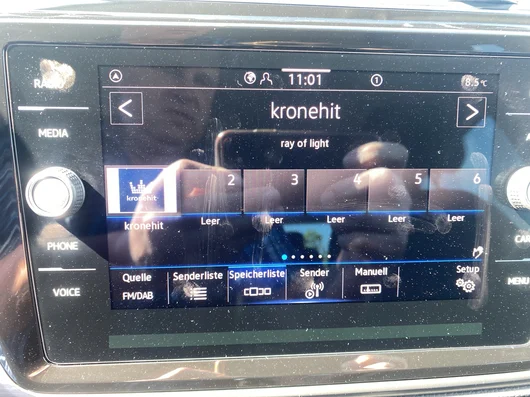 RADIO
11:01
1
8.5 °C
kronehit
MEDIA
ray of light
kronehit
2
3
4
5
6
kronehit
Leer
Leer
Leer
Leer
Leer
PHONE
VOICE
Quelle
Senderliste
Speicherliste
Sender
Manuell
Setup
FM/DAB
MENU